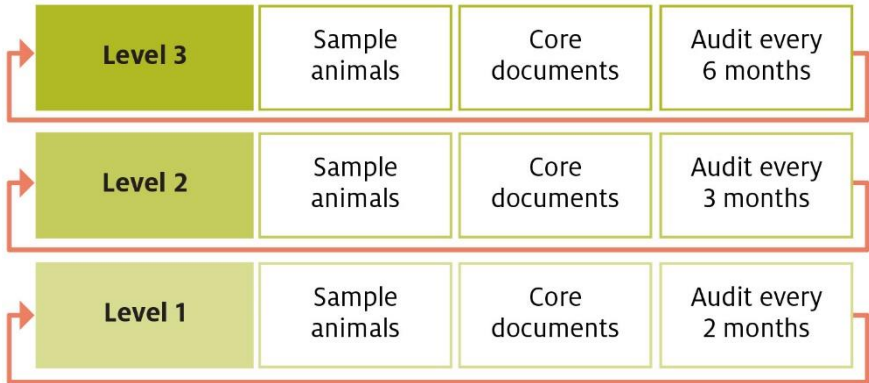 Level 3
Sample
animals
Core
documents
Audit every
6 months
Level 2
Sample
animals
Core
documents
Audit every
3 months
Level 1
Sample
animals
Core
documents
Audit every
2 months